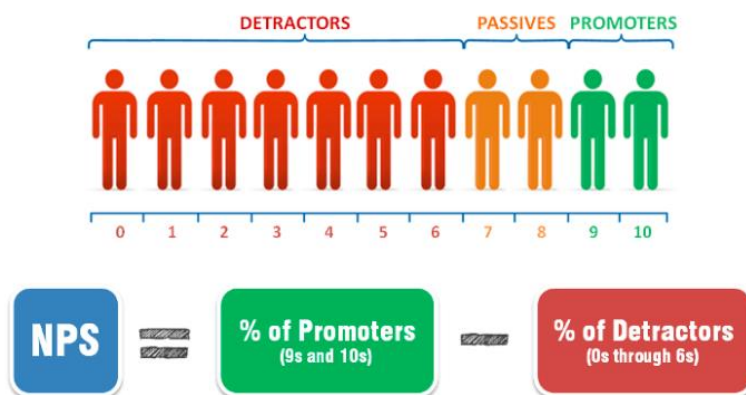 DETRACTORS PASSIVES PROMOTERS
0 1 2 3 4 5 6 7 8 9 10
NPS = % of Promoters - % of Detractors
(9s and 10s) (0s through 6s)